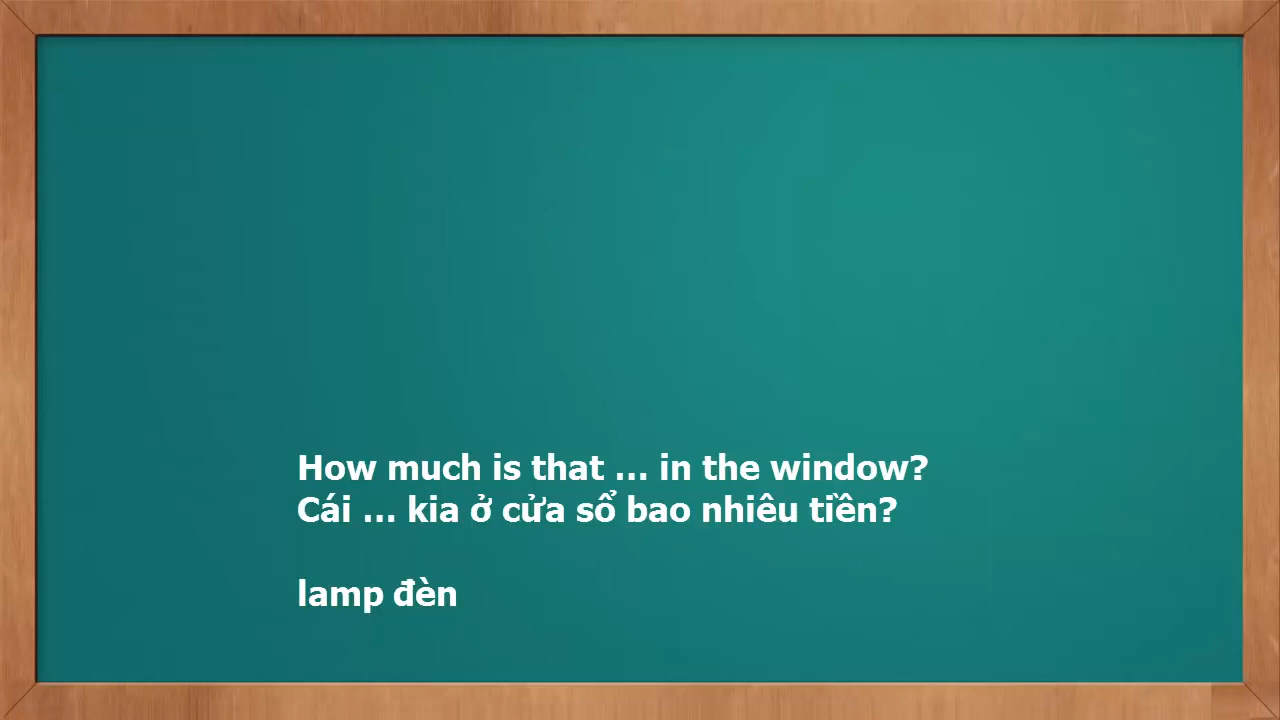 How much is that ... in the window?
Cái ... kia ở cửa sổ bao nhiêu tiền?
lamp đèn